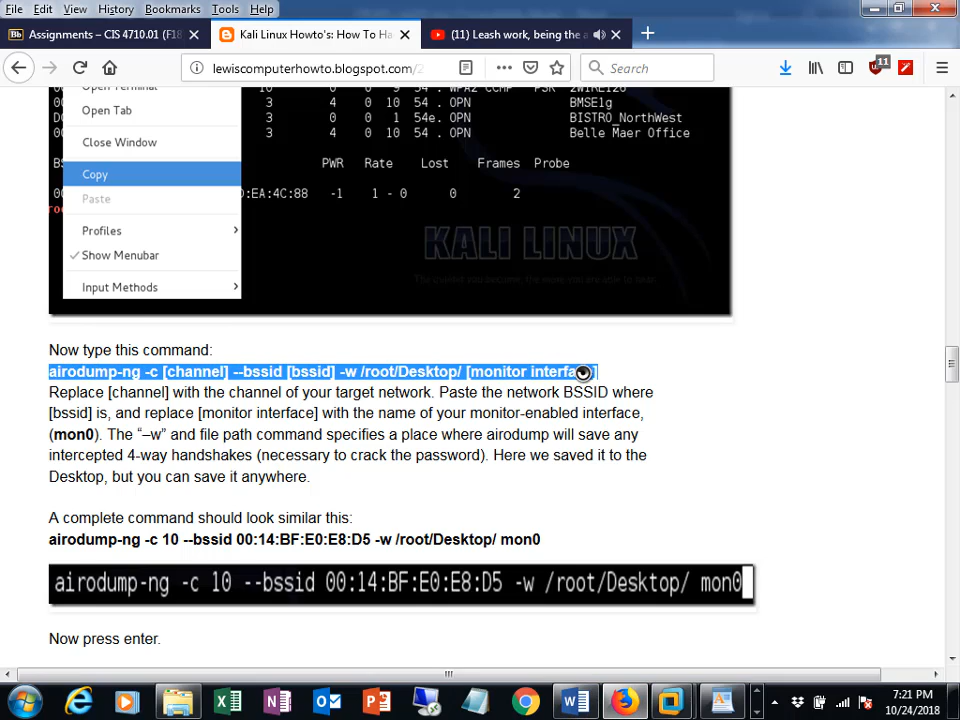 File Edit View History Bookmarks Tools Help
Assignments – CIS 4710.01 (F18
Kali Linux Howto's: How To Ha
(11) Leash work, being the a
lewiscomputerhowto.blogspot.com/2
Search
11
Open Tab
3 4 0 10 54 . OPN BMSE1g
3 4 0 1 54e. OPN BISTRO_NorthWest
3 4 0 10 54 . OPN Belle Maer Office
Close Window
PWR Rate Lost Frames Probe
Copy
:EA:4C:88 -1 1 - 0 0 2
Paste
Profiles
Show Menubar
Input Methods
KALI LINUX
Now type this command:
airodump-ng -c [channel] --bssid [bssid] -w /root/Desktop/ [monitor interface]
Replace [channel] with the channel of your target network. Paste the network BSSID where
[bssid] is, and replace [monitor interface] with the name of your monitor-enabled interface,
(mon0). The “–w” and file path command specifies a place where airodump will save any
intercepted 4-way handshakes (necessary to crack the password). Here we saved it to the
Desktop, but you can save it anywhere.
A complete command should look similar this:
airodump-ng -c 10 --bssid 00:14:BF:E0:E8:D5 -w /root/Desktop/ mon0
airodump-ng -c 10 --bssid 00:14:BF:E0:E8:D5 -w /root/Desktop/ mon0
Now press enter.
7:21 PM
10/24/2018